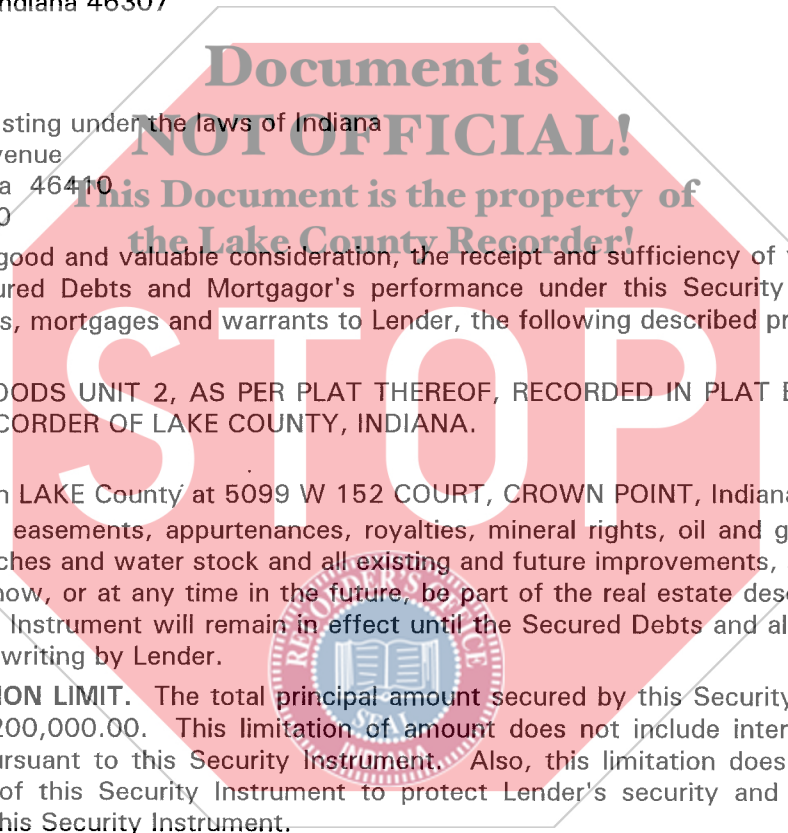 ndiana 46307
Document is
NOT OFFICIAL!
This Document is the property of
the Lake County Recorder!
sting under the laws of Indiana
venue
a 46410
0
good and valuable consideration, the receipt and sufficiency of
ured Debts and Mortgagor's performance under this Security
s, mortgages and warrants to Lender, the following described pr
STOP
OODS UNIT 2, AS PER PLAT THEREOF, RECORDED IN PLAT B
CORDER OF LAKE COUNTY, INDIANA.
n LAKE County at 5099 W 152 COURT, CROWN POINT, Indiana
easements, appurtenances, royalties, mineral rights, oil and g
ches and water stock and all existing and future improvements,
now, or at any time in the future, be part of the real estate des
Instrument will remain in effect until the Secured Debts and al
writing by Lender.
ION LIMIT. The total principal amount secured by this Security
200,000.00. This limitation of amount does not include inter
ursuant to this Security Instrument. Also, this limitation does
of this Security Instrument to protect Lender's security and
his Security Instrument.
SEAL
INDIANA